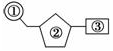 ① ② ③